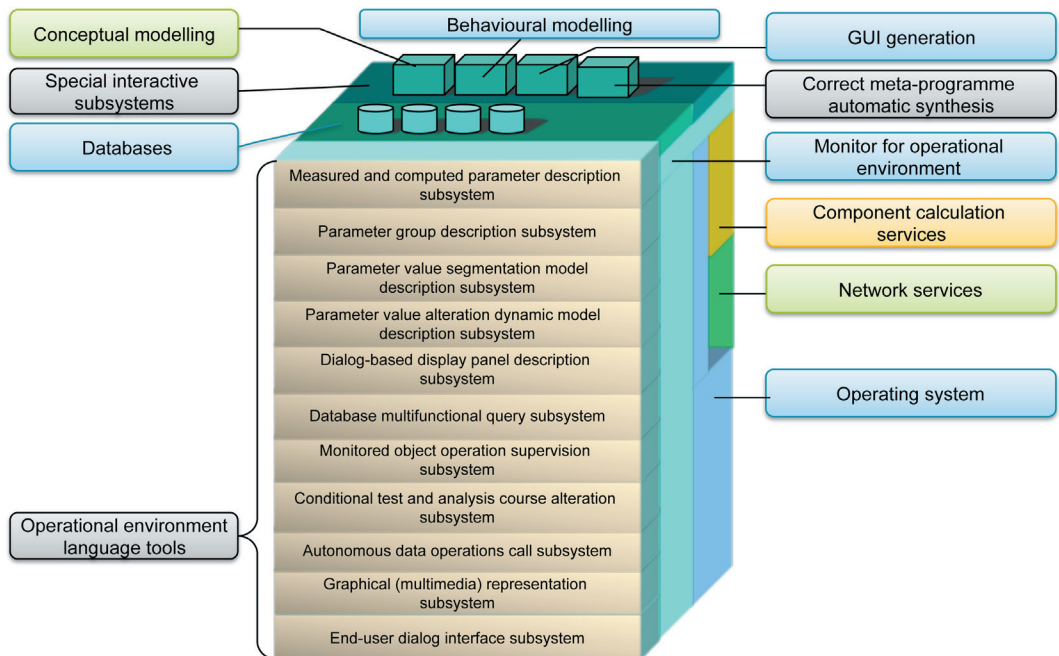 Conceptual modelling
Behavioural modelling
GUI generation
Special interactive
subsystems
Correct meta-programme
automatic synthesis
Databases
Monitor for operational
environment
Measured and computed parameter description
subsystem
Parameter group description subsystem
Component calculation
services
Parameter value segmentation model
description subsystem
Network services
Parameter value alteration dynamic model
description subsystem
Dialog-based display panel description
subsystem
Operating system
Database multifunctional query subsystem
Monitored object operation supervision
subsystem
Conditional test and analysis course alteration
subsystem
Operational environment
language tools
Autonomous data operations call subsystem
Graphical (multimedia) representation
subsystem
End-user dialog interface subsystem